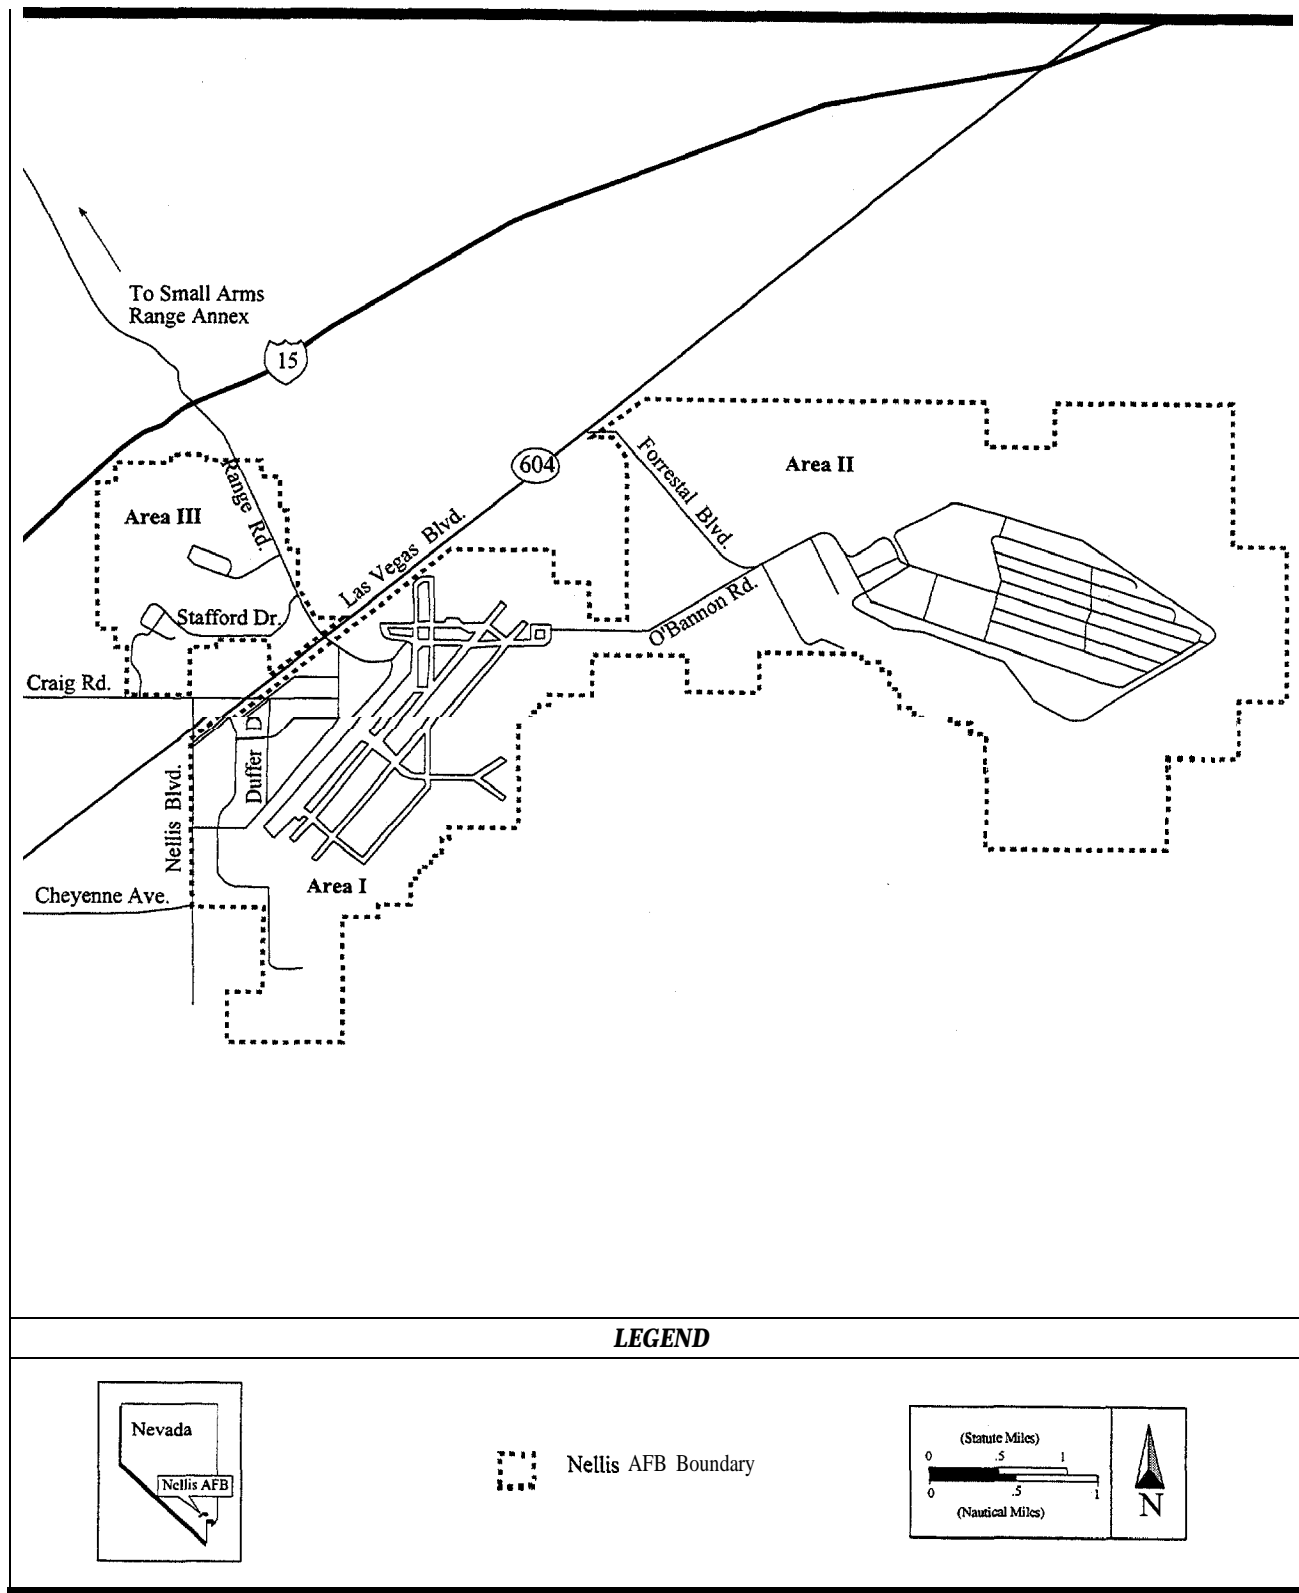 To Small Arms
Range Annex
15
604
Forrestal Blvd.
Area II
Range Rd.
Area III
Las Vegas Blvd.
Stafford Dr.
O'Bannon Rd.
Craig Rd.
Duffer D
Nellis Blvd.
Area I
Cheyenne Ave.
LEGEND
Nevada
Nellis AFB
Nellis AFB Boundary
(Statute Miles)
0 .5 1
0 .5 1
(Nautical Miles)
N